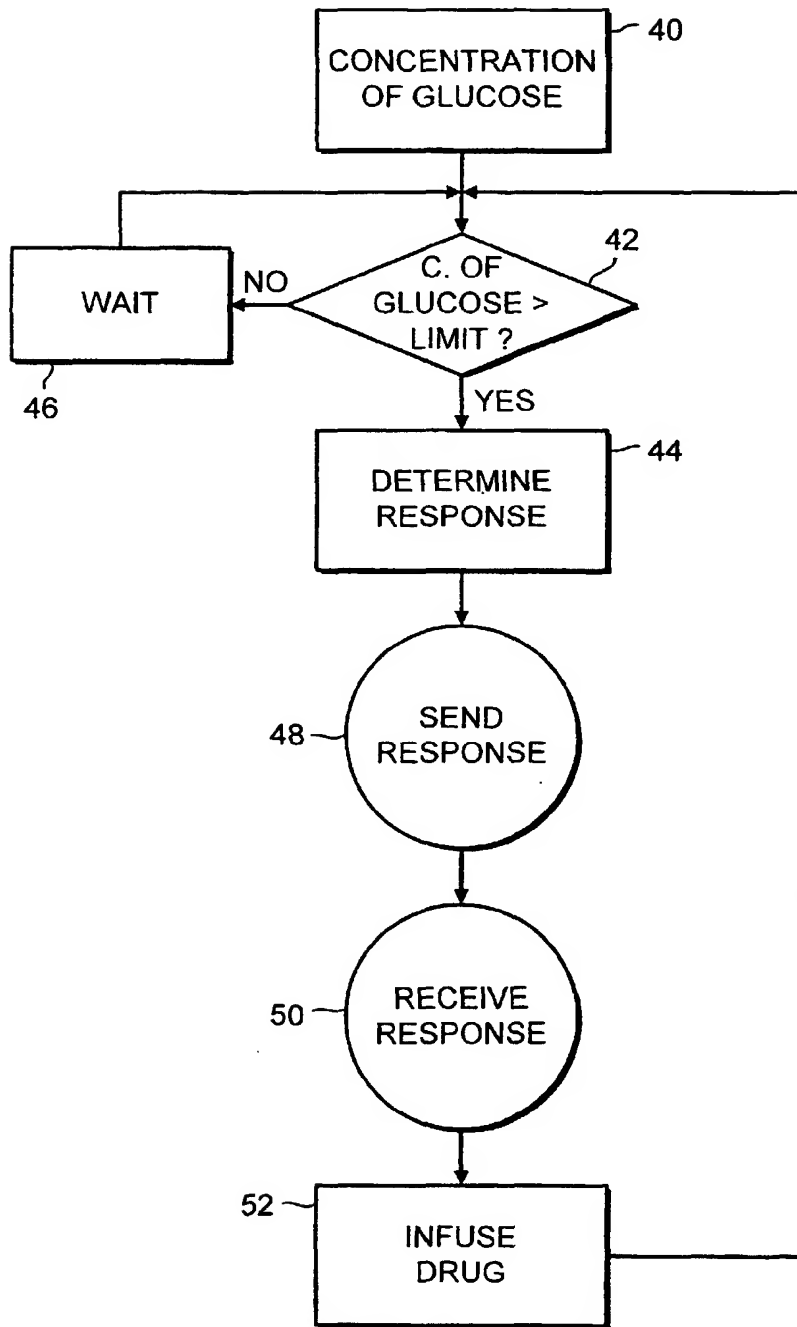 40
CONCENTRATION
OF GLUCOSE
42
C. OF
GLUCOSE >
LIMIT ?
NO
WAIT
46
YES
44
DETERMINE
RESPONSE
48
SEND
RESPONSE
50
RECEIVE
RESPONSE
52
INFUSE
DRUG